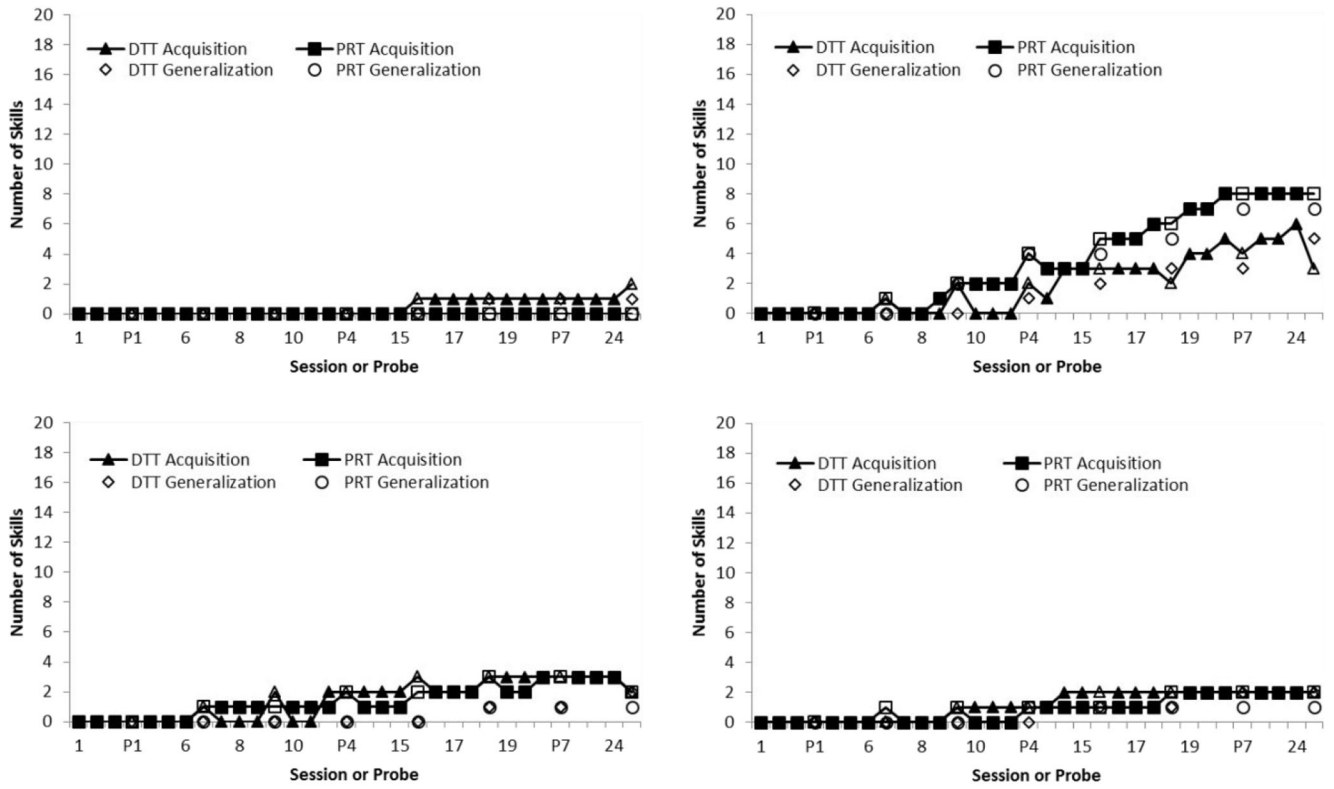 20
18
16
14
12
10
8
6
4
2
0
Number of Skills
DTT Acquisition PRT Acquisition
DTT Generalization PRT Generalization
1 P1 6 8 10 P4 15 17 19 P7 24
Session or Probe
20
18
16
14
12
10
8
6
4
2
0
Number of Skills
DTT Acquisition PRT Acquisition
DTT Generalization PRT Generalization
1 P1 6 8 10 P4 15 17 19 P7 24
Session or Probe
20
18
16
14
12
10
8
6
4
2
0
Number of Skills
DTT Acquisition PRT Acquisition
DTT Generalization PRT Generalization
1 P1 6 8 10 P4 15 17 19 P7 24
Session or Probe
20
18
16
14
12
10
8
6
4
2
0
Number of Skills
DTT Acquisition PRT Acquisition
DTT Generalization PRT Generalization
1 P1 6 8 10 P4 15 17 19 P7 24
Session or Probe